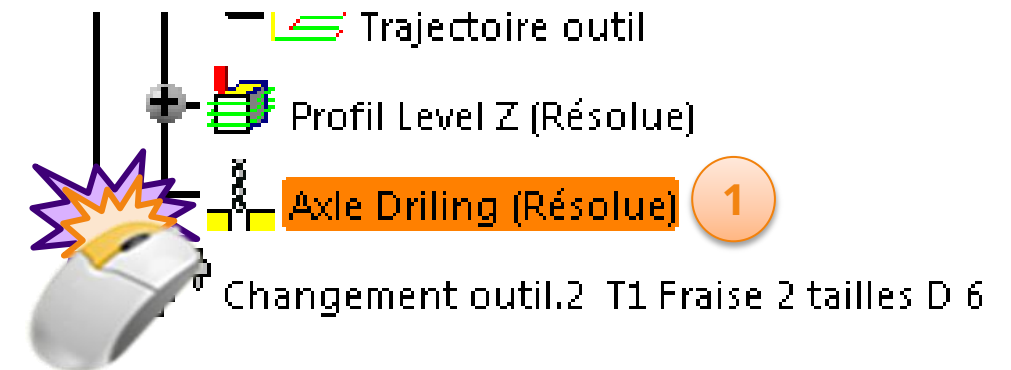 Trajectoire outil
Profil Level Z (Résolue)
Axle Driling (Résolue) 1
Changement outil.2 T1 Fraise 2 tailles D 6